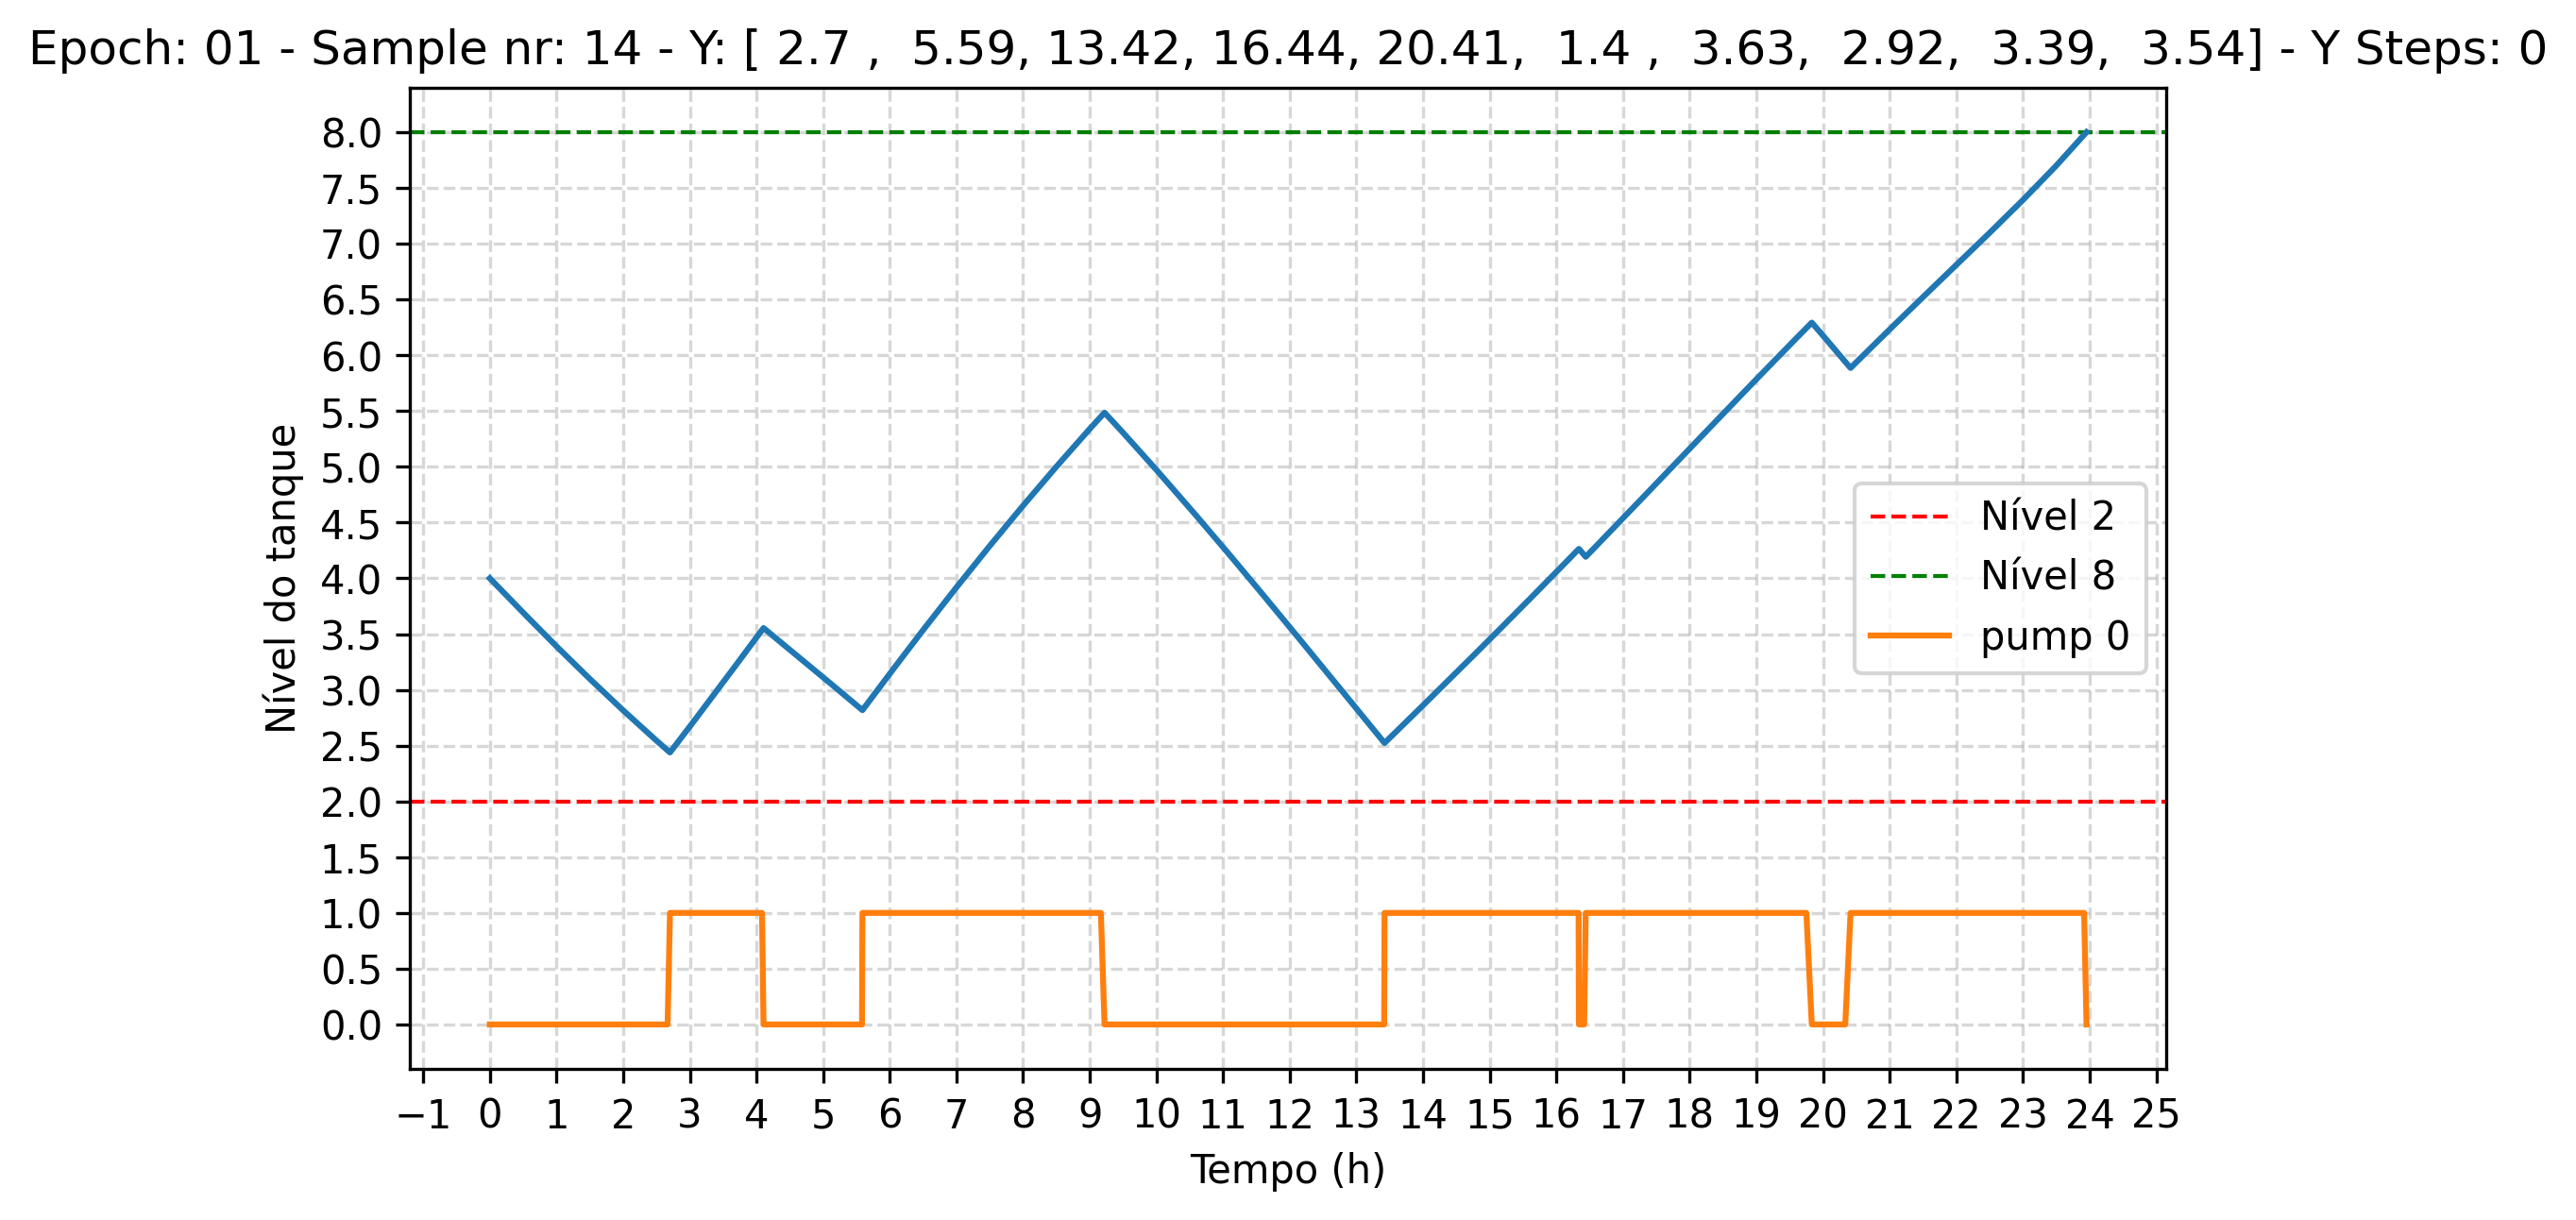 Epoch: 01 - Sample nr: 14 - Y: [ 2.7 ,  5.59, 13.42, 16.44, 20.41,  1.4 ,  3.63,  2.92,  3.39,  3.54] - Y Steps: 0
8.0
7.5
7.0
6.5
6.0
5.5
5.0
4.5
4.0
3.5
3.0
2.5
2.0
1.5
1.0
0.5
0.0
Nível do tanque
Nível 2
Nível 8
pump 0
−1 0 1 2 3 4 5 6 7 8 9 10 11 12 13 14 15 16 17 18 19 20 21 22 23 24 25
Tempo (h)